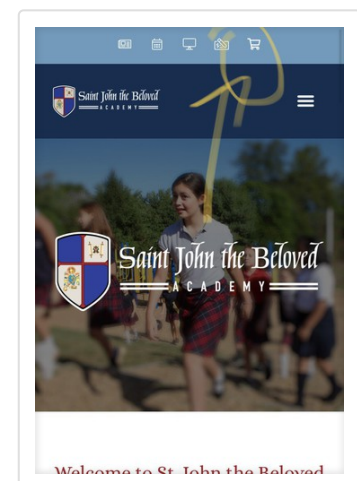 Saint John the Beloved
ACADEMY
Saint John the Beloved
ACADEMY
Welcome to St. John the Beloved